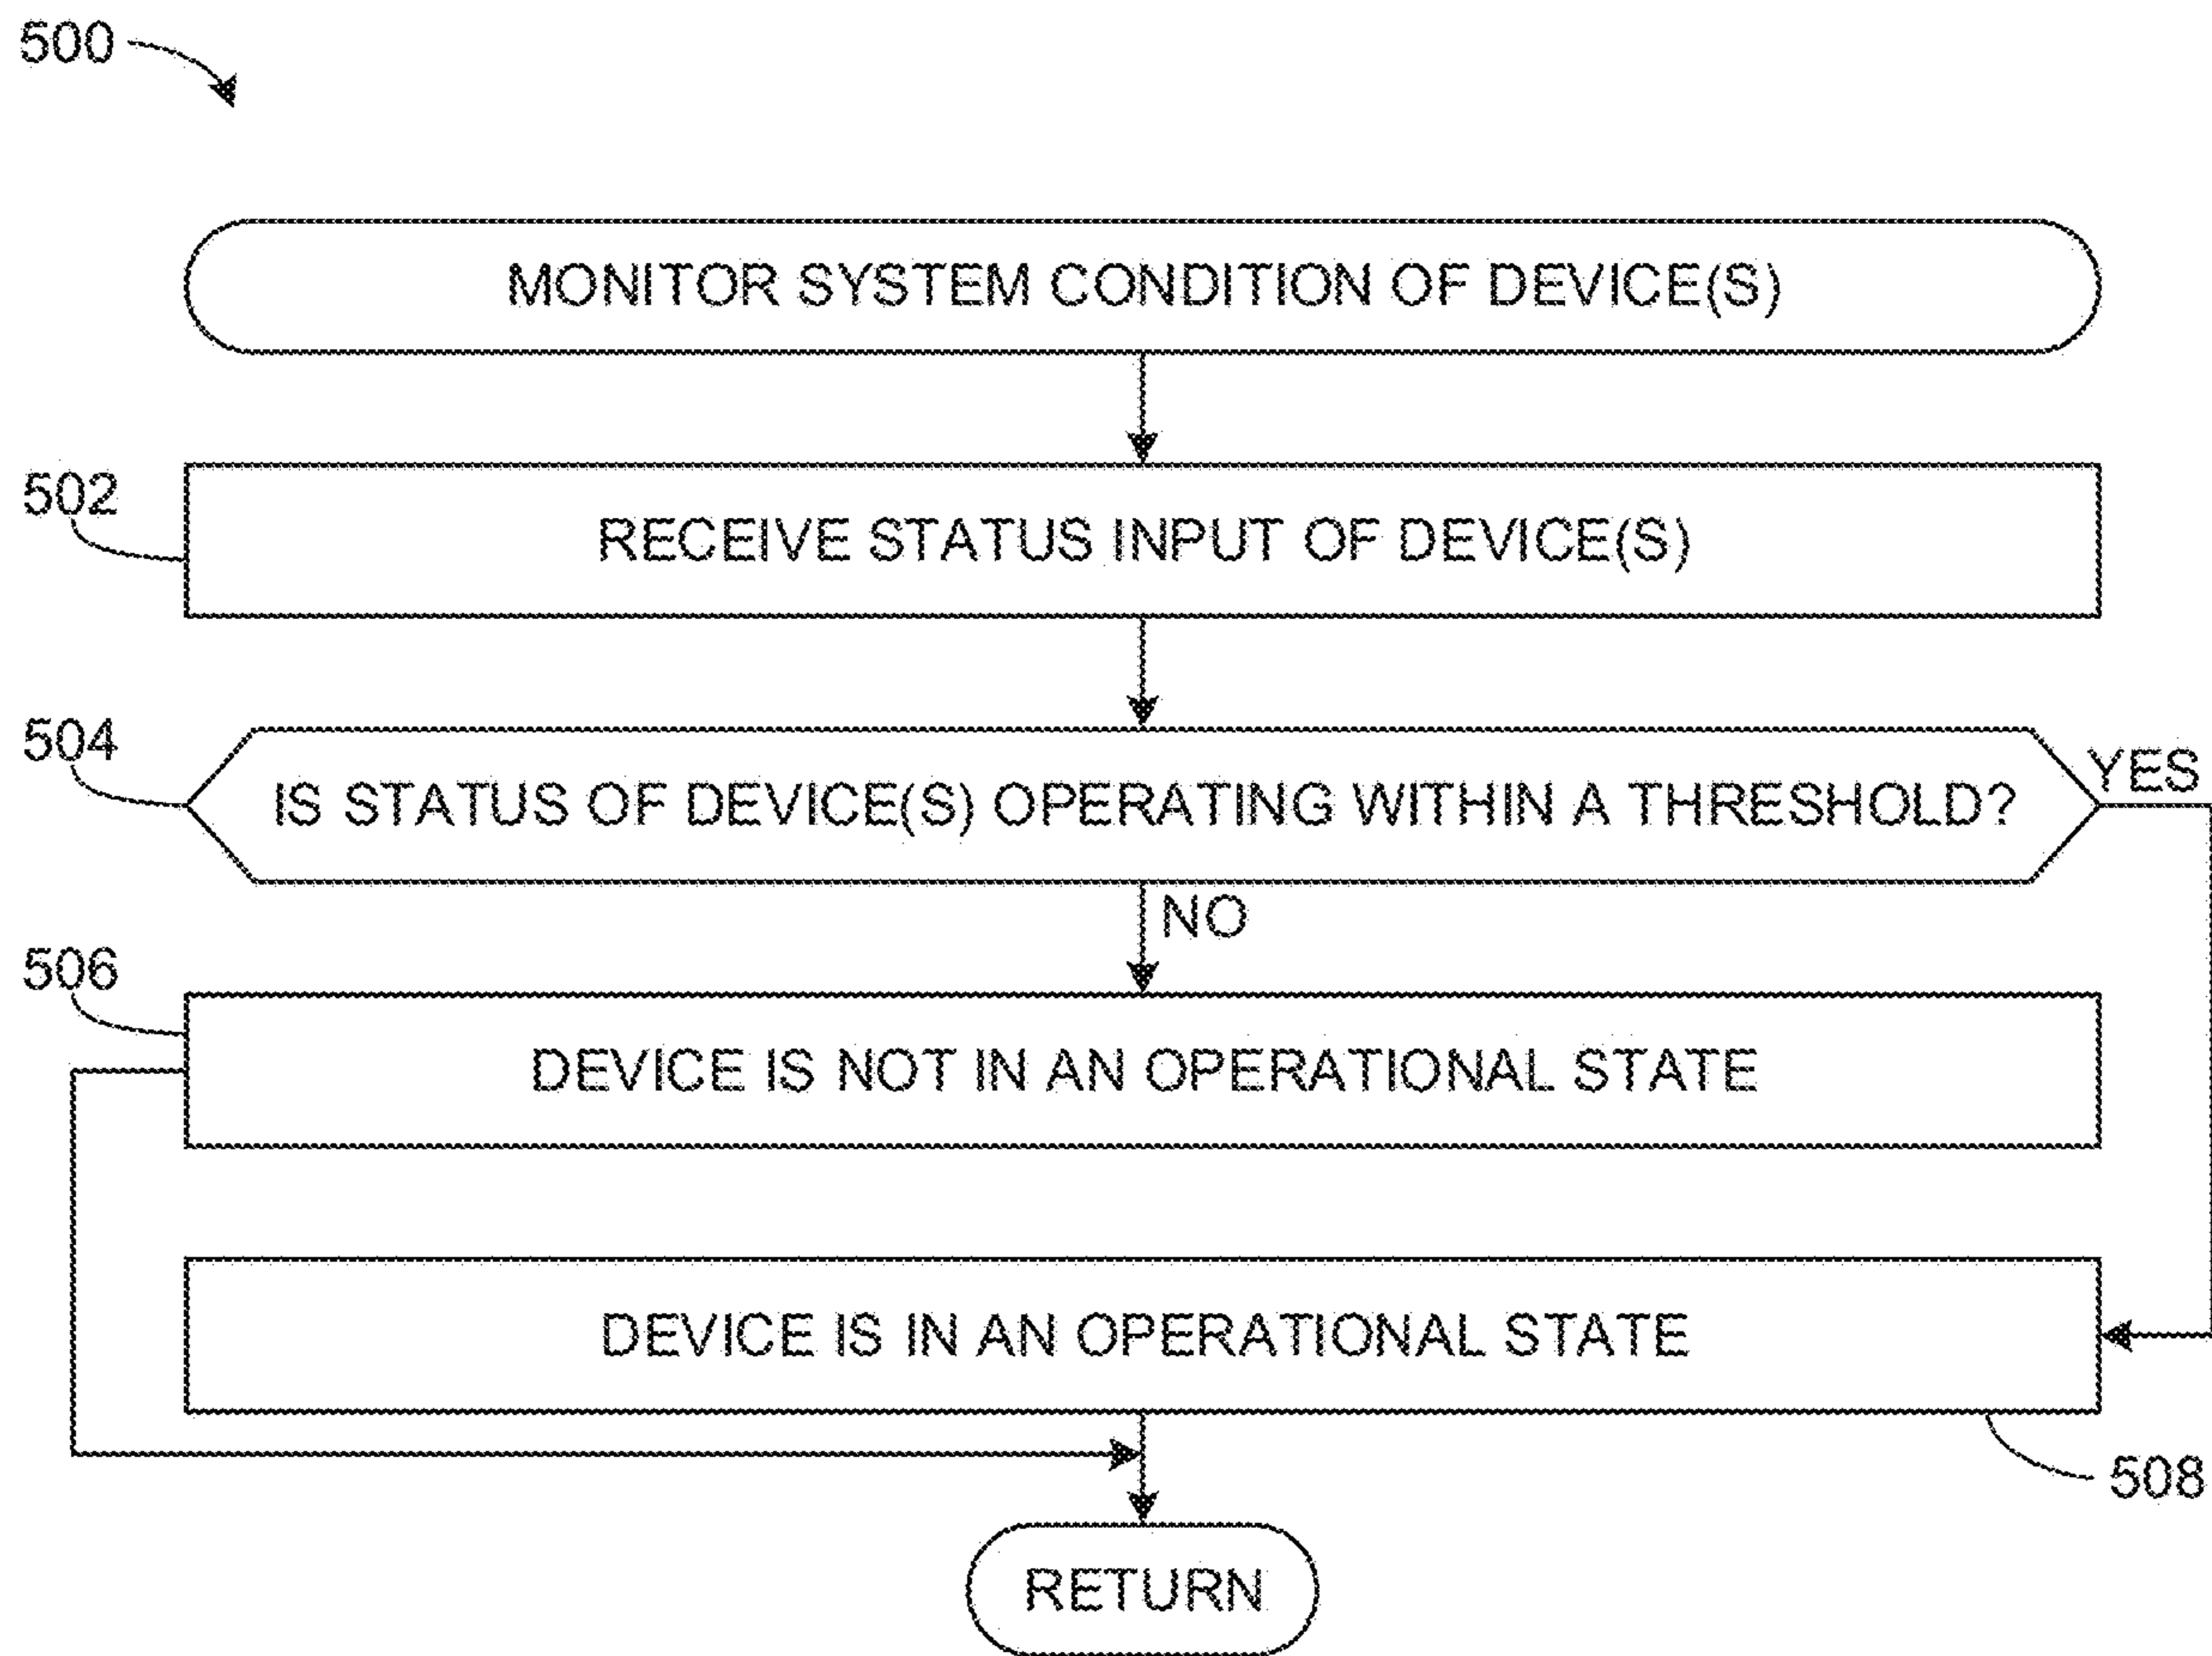 500
MONITOR SYSTEM CONDITION OF DEVICE(S)
502
RECEIVE STATUS INPUT OF DEVICE(S)
504
IS STATUS OF DEVICE(S) OPERATING WITHIN A THRESHOLD?
YES
NO
506
DEVICE IS NOT IN AN OPERATIONAL STATE
DEVICE IS IN AN OPERATIONAL STATE
508
RETURN